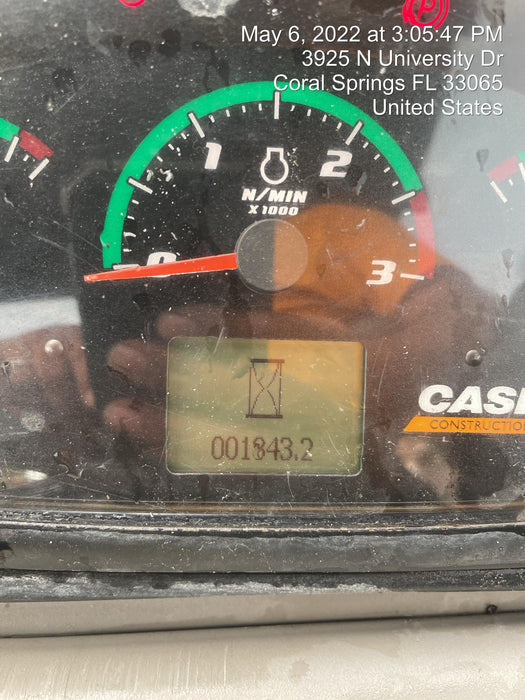 May 6, 2022 at 3:05:47 PM
3925 N University Dr
Coral Springs FL 33065
United States
1
2
N/MIN
X1000
0
3
001843.2
CASE
CONSTRUCTION